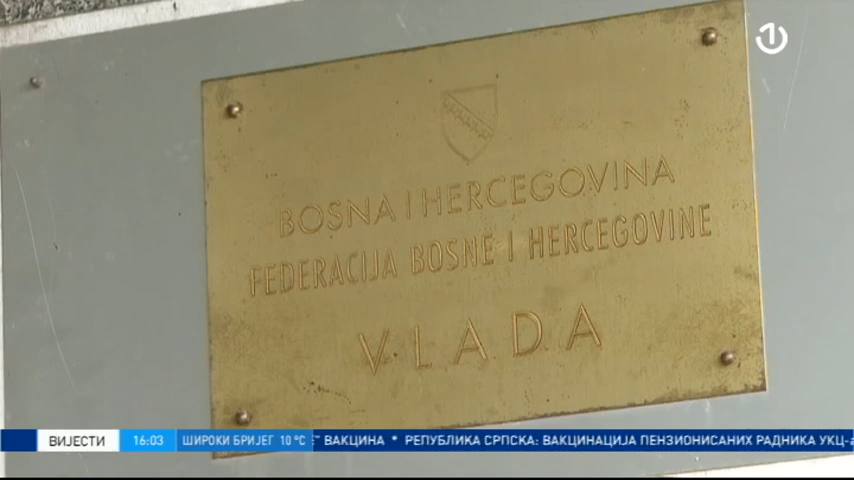 BOSNA I HERCEGOVINA
FEDERACIJA BOSNE I HERCEGOVINE
VLADA
ВИЈЕСТИ 16:03 ШИРОКИ БРИЈЕГ 10 °C Е" ВАКЦИНА * РЕПУБЛИКА СРПСКА: ВАКЦИНАЦИЈА ПЕНЗИОНИСАНИХ РАДНИКА УКЦ-а